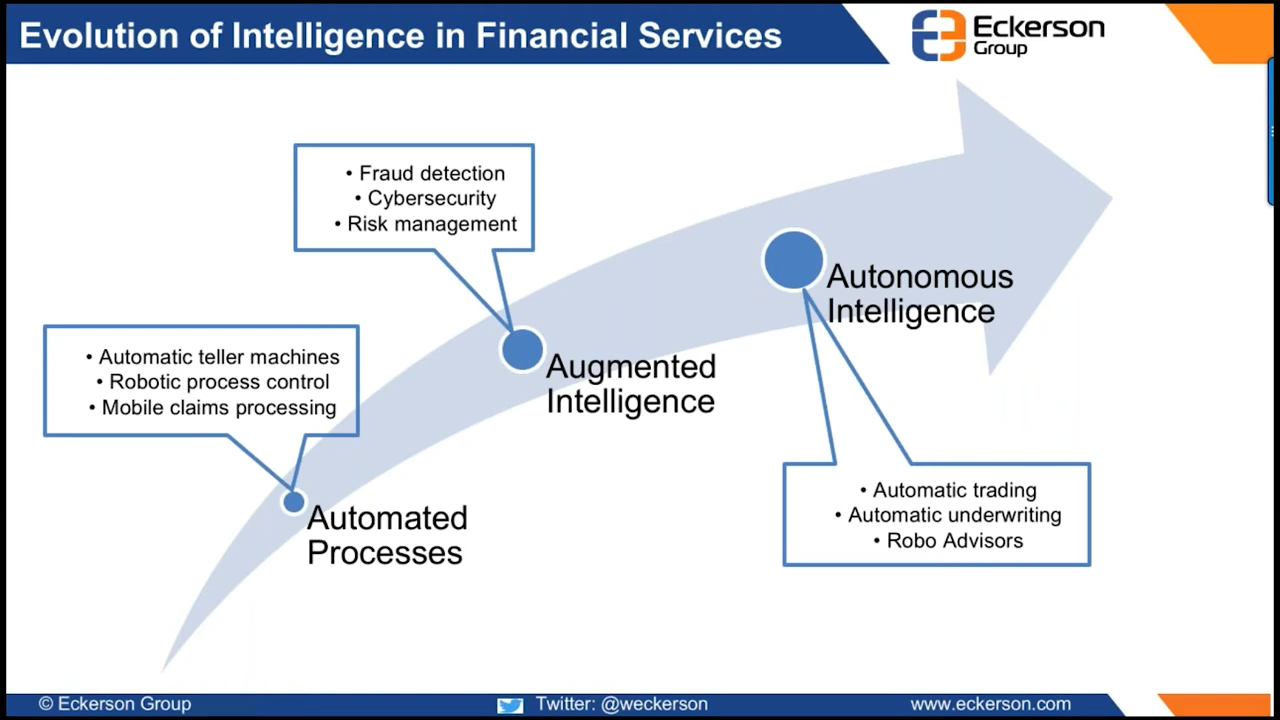 Evolution of Intelligence in Financial Services
Eckerson
Group
• Fraud detection
• Cybersecurity
• Risk management
Autonomous
Intelligence
• Automatic teller machines
• Robotic process control
• Mobile claims processing
Augmented
Intelligence
Automated
Processes
• Automatic trading
• Automatic underwriting
• Robo Advisors
© Eckerson Group
Twitter: @weckerson
www.eckerson.com